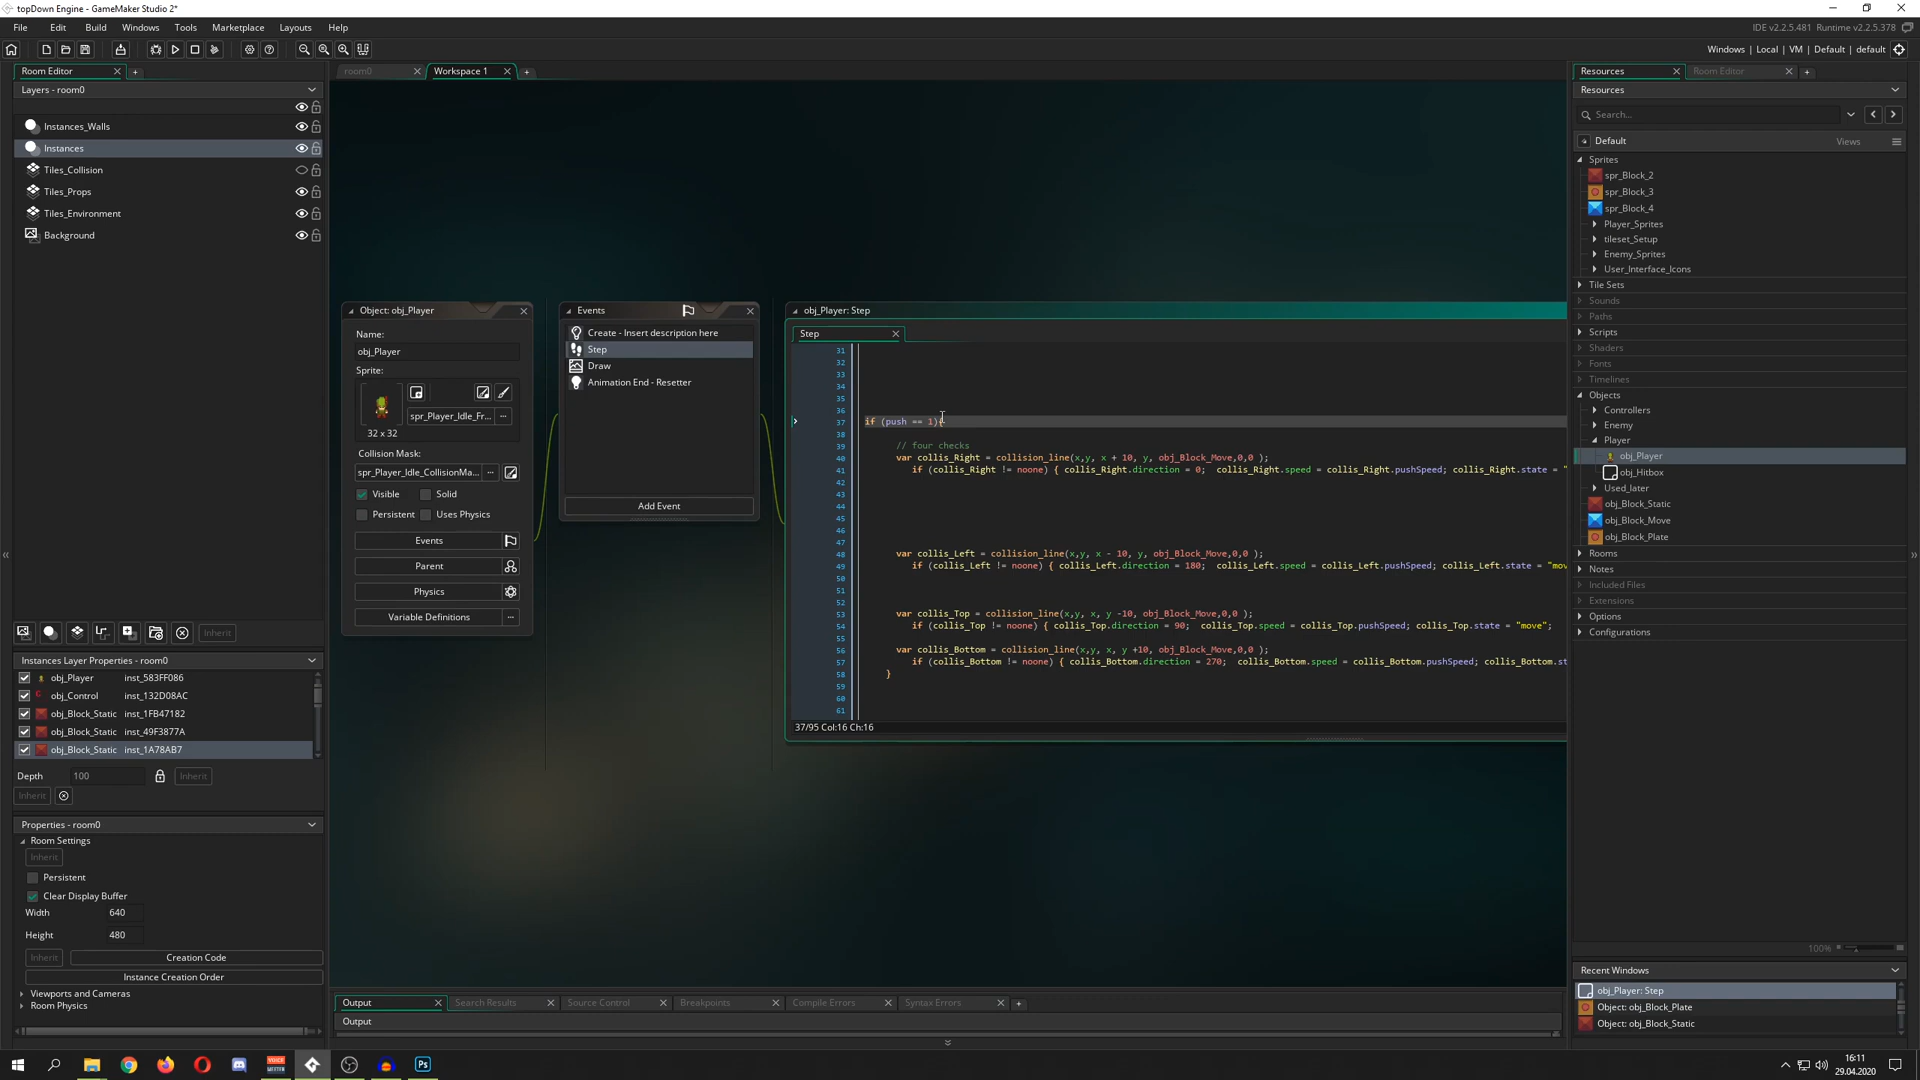 topDown Engine - GameMaker Studio 2*
File Edit Build Windows Tools Marketplace Layouts Help
IDE v2.2.5.481 Runtime v2.2.5.378
Windows | Local | VM | Default | default
Room Editor
Layers - room0
Instances_Walls
Instances
Tiles_Collision
Tiles_Props
Tiles_Environment
Background
Inherit
Instances Layer Properties - room0
obj_Player inst_583FF086
obj_Control inst_132D08AC
obj_Block_Static inst_1FB47182
obj_Block_Static inst_49F3877A
obj_Block_Static inst_1A78AB7
Depth 100 Inherit
Inherit
Properties - room0
Room Settings
Inherit
Persistent
Clear Display Buffer
Width 640
Height 480
Inherit Creation Code
Instance Creation Order
Viewports and Cameras
Room Physics
room0 Workspace 1
Object: obj_Player
Name:
obj_Player
Sprite:
spr_Player_Idle_Fr...
32 x 32
Collision Mask:
spr_Player_Idle_CollisionMa...
Visible Solid
Persistent Uses Physics
Events
Parent
Physics
Variable Definitions
Events
Create - Insert description here
Step
Draw
Animation End - Resetter
Add Event
obj_Player: Step
Step
31
32
33
34
35
36
37 if (push == 1){
38
39 // four checks
40 var collis_Right = collision_line(x,y, x + 10, y, obj_Block_Move,0,0 );
41 if (collis_Right != noone) { collis_Right.direction = 0; collis_Right.speed = collis_Right.pushSpeed; collis_Right.state = "
42
43
44
45
46
47
48 var collis_Left = collision_line(x,y, x - 10, y, obj_Block_Move,0,0 );
49 if (collis_Left != noone) { collis_Left.direction = 180; collis_Left.speed = collis_Left.pushSpeed; collis_Left.state = "mov
50
51
52
53 var collis_Top = collision_line(x,y, x, y -10, obj_Block_Move,0,0 );
54 if (collis_Top != noone) { collis_Top.direction = 90; collis_Top.speed = collis_Top.pushSpeed; collis_Top.state = "move";
55
56 var collis_Bottom = collision_line(x,y, x, y +10, obj_Block_Move,0,0 );
57 if (collis_Bottom != noone) { collis_Bottom.direction = 270; collis_Bottom.speed = collis_Bottom.pushSpeed; collis_Bottom.st
58 }
59
60
61
37/95 Col:16 Ch:16
Output Search Results Source Control Breakpoints Compile Errors Syntax Errors
Output
Resources Room Editor
Resources
Search...
Default Views
Sprites
spr_Block_2
spr_Block_3
spr_Block_4
Player_Sprites
tileset_Setup
Enemy_Sprites
User_Interface_Icons
Tile Sets
Sounds
Paths
Scripts
Shaders
Fonts
Timelines
Objects
Controllers
Enemy
Player
obj_Player
obj_Hitbox
Used_later
obj_Block_Static
obj_Block_Move
obj_Block_Plate
Rooms
Notes
Included Files
Extensions
Options
Configurations
100%
Recent Windows
obj_Player: Step
Object: obj_Block_Plate
Object: obj_Block_Static
Ps
16:11
29.04.2020